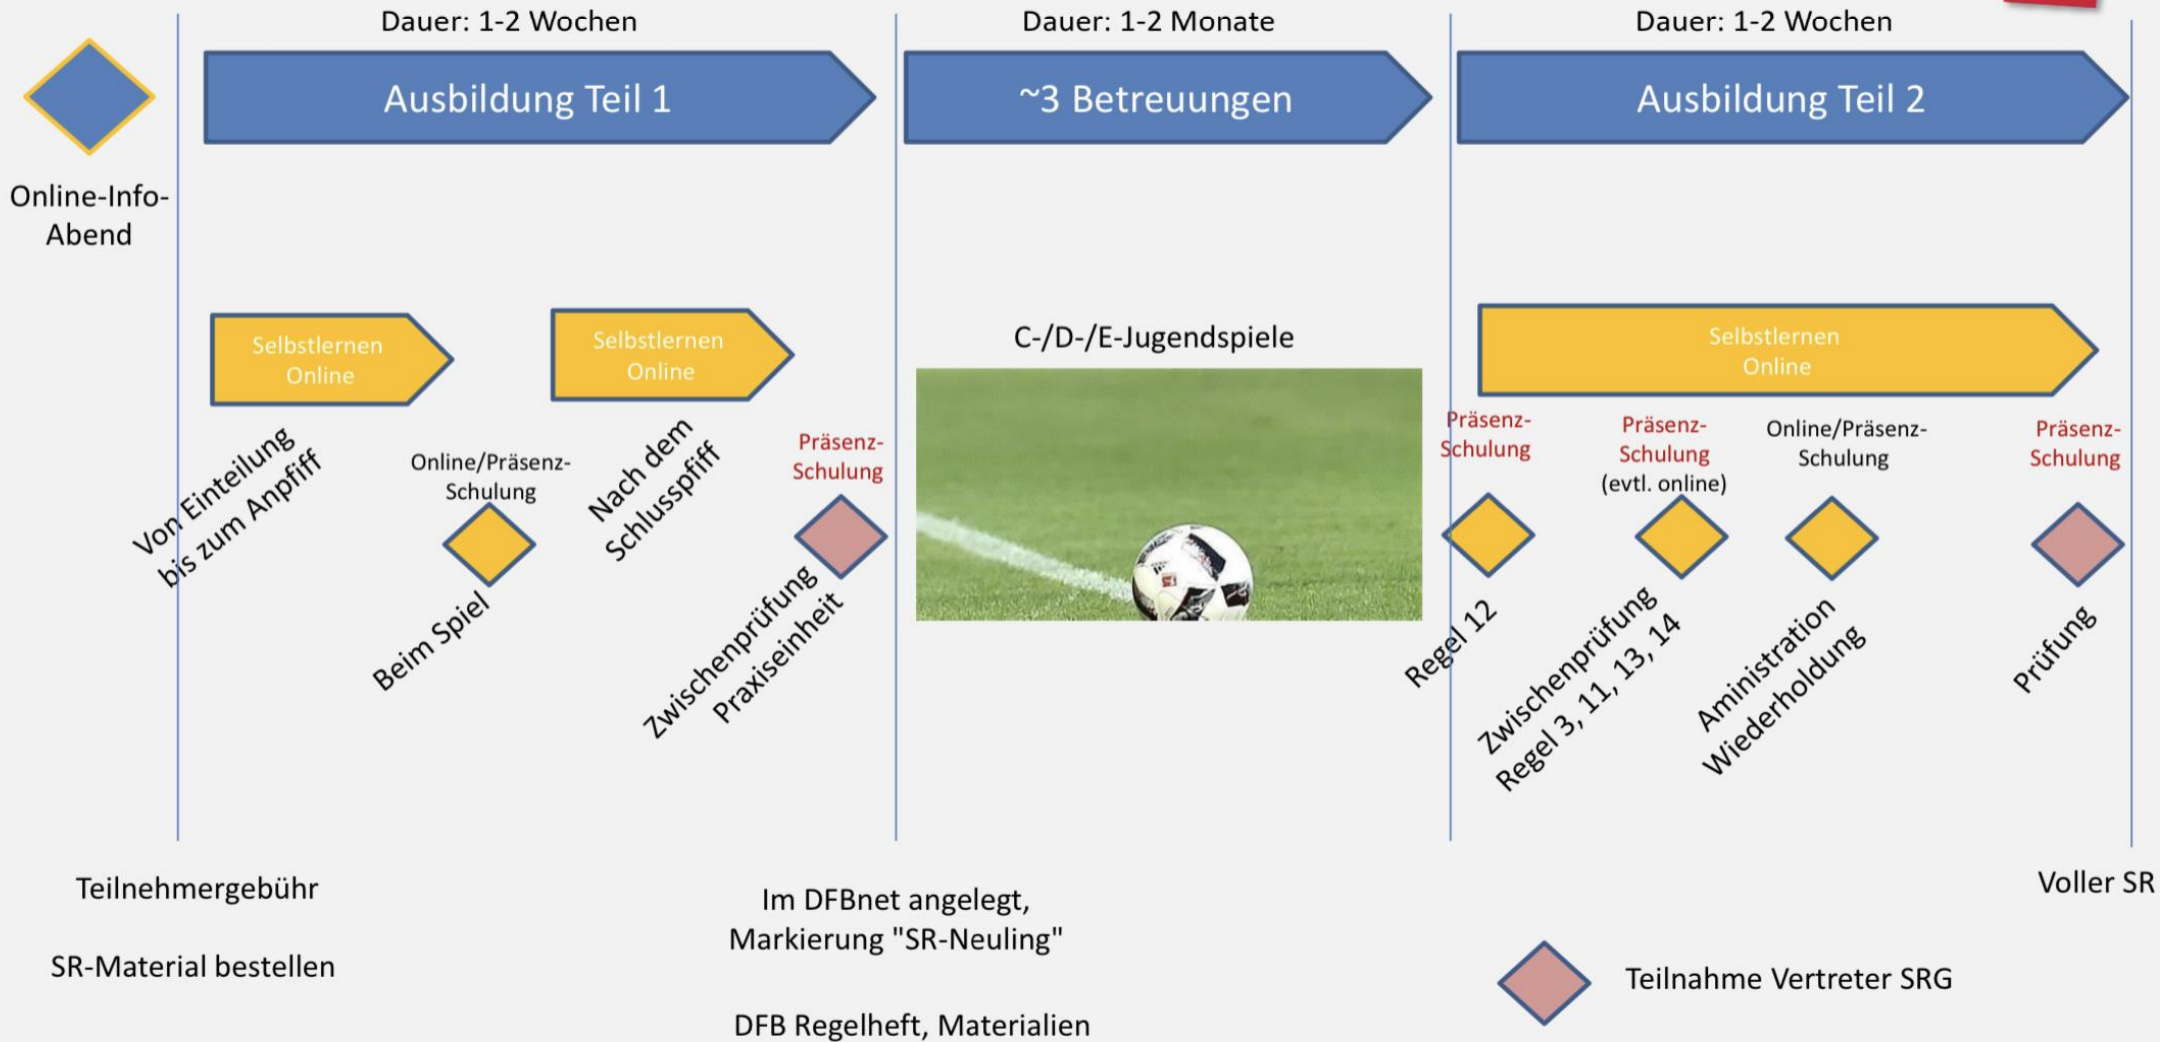 Dauer: 1-2 Wochen
Dauer: 1-2 Monate
Dauer: 1-2 Wochen
Ausbildung Teil 1
~3 Betreuungen
Ausbildung Teil 2
Online-Info-
Abend
Selbstlernen
Online
Von Einteilung
bis zum Anpfiff
Online/Präsenz-
Schulung
Beim Spiel
Selbstlernen
Online
Nach dem
Schlusspfiff
Präsenz-
Schulung
Zwischenprüfung
Praxiseinheit
C-/D-/E-Jugendspiele
Selbstlernen
Online
Präsenz-
Schulung
Regel 12
Präsenz-
Schulung
(evtl. online)
Zwischenprüfung
Regel 3, 11, 13, 14
Online/Präsenz-
Schulung
Aministration
Wiederholdung
Präsenz-
Schulung
Prüfung
Teilnehmergebühr
SR-Material bestellen
Im DFBnet angelegt,
Markierung "SR-Neuling"
DFB Regelheft, Materialien
Voller SR
Teilnahme Vertreter SRG